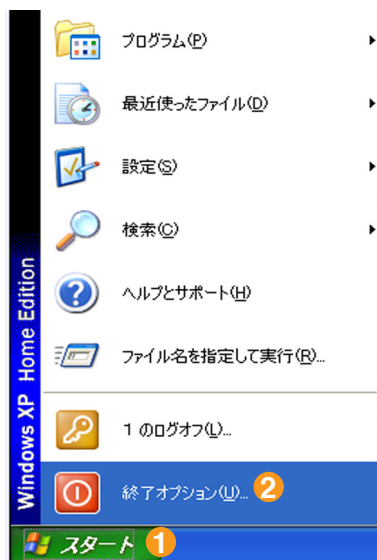 プログラム(P)
最近使ったファイル(D)
設定(S)
検索(C)
ヘルプとサポート(H)
ファイル名を指定して実行(R)...
1 のログオフ(L)...
終了オプション(U)... 2
Windows XP Home Edition
スタート 1